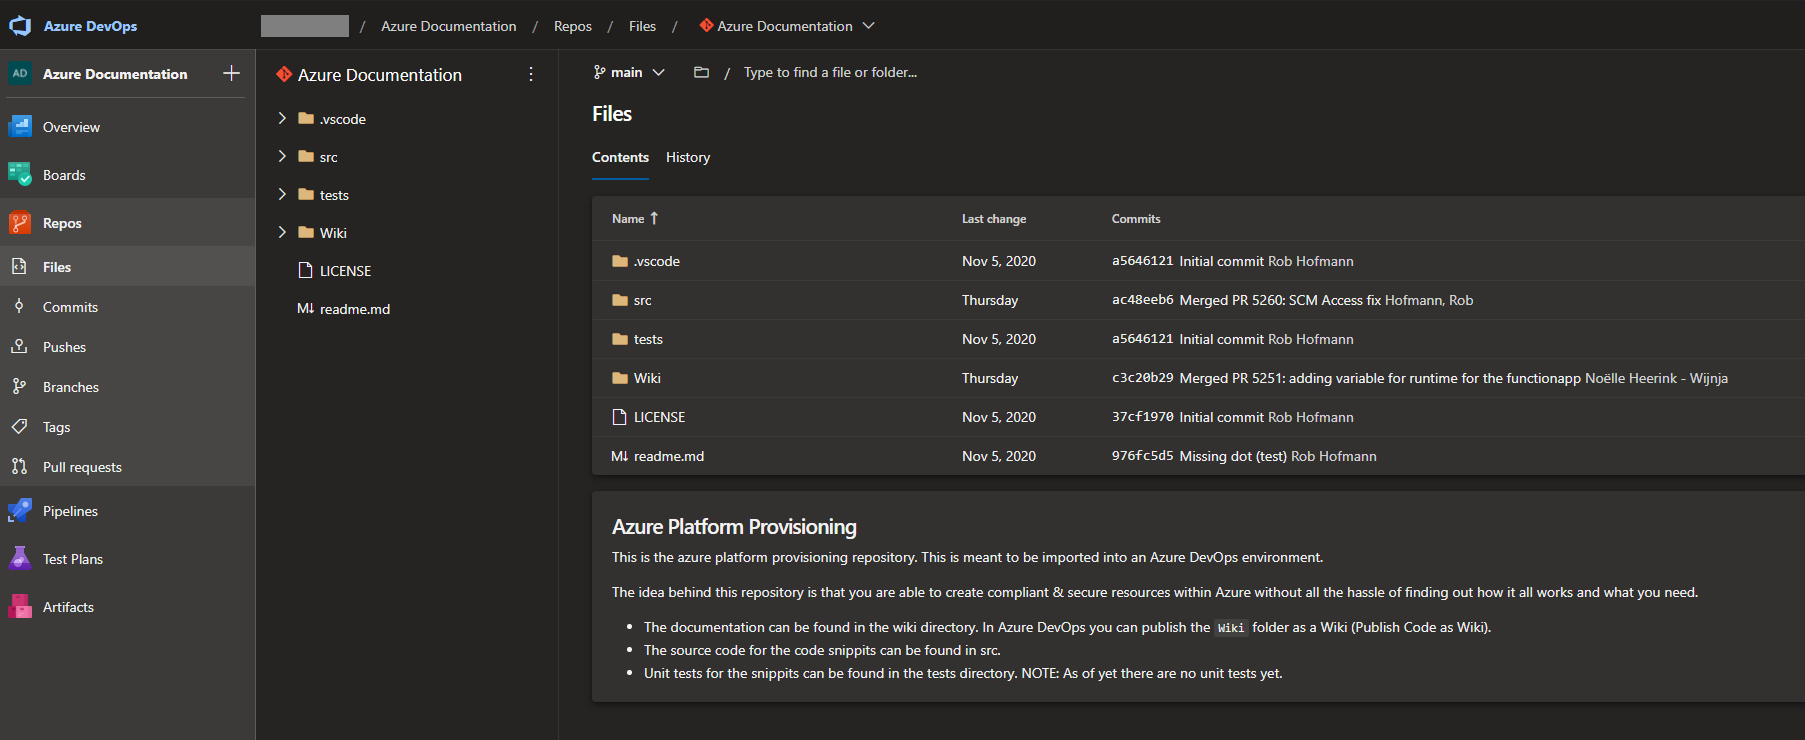 Azure DevOps / Azure Documentation / Repos / Files / Azure Documentation
AD Azure Documentation
Overview
Boards
Repos
Files
Commits
Pushes
Branches
Tags
Pull requests
Pipelines
Test Plans
Artifacts
Azure Documentation
.vscode
src
tests
Wiki
LICENSE
M↓ readme.md
main / Type to find a file or folder...
Files
Contents History
Name ↑ Last change Commits
.vscode Nov 5, 2020 a5646121 Initial commit Rob Hofmann
src Thursday ac48eeb6 Merged PR 5260: SCM Access fix Hofmann, Rob
tests Nov 5, 2020 a5646121 Initial commit Rob Hofmann
Wiki Thursday c3c20b29 Merged PR 5251: adding variable for runtime for the functionapp Noëlle Heerink - Wijnja
LICENSE Nov 5, 2020 37cf1970 Initial commit Rob Hofmann
M↓ readme.md Nov 5, 2020 976fc5d5 Missing dot (test) Rob Hofmann
Azure Platform Provisioning
This is the azure platform provisioning repository. This is meant to be imported into an Azure DevOps environment.
The idea behind this repository is that you are able to create compliant & secure resources within Azure without all the hassle of finding out how it all works and what you need.
• The documentation can be found in the wiki directory. In Azure DevOps you can publish the Wiki folder as a Wiki (Publish Code as Wiki).
• The source code for the code snippits can be found in src.
• Unit tests for the snippits can be found in the tests directory. NOTE: As of yet there are no unit tests yet.